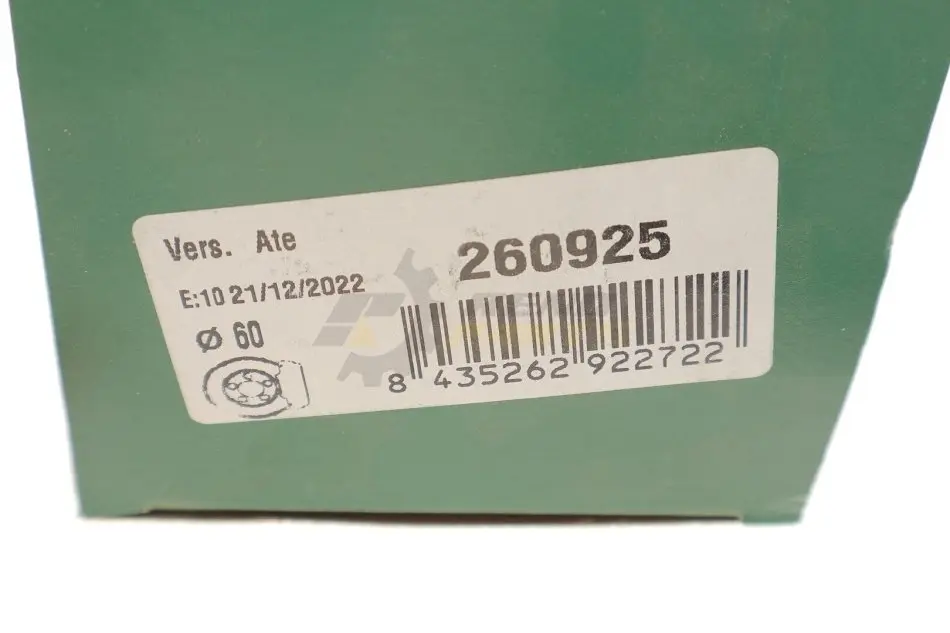 Vers. Ate
260925
E:10 21/12/2022
Ø 60
8 435262 922722